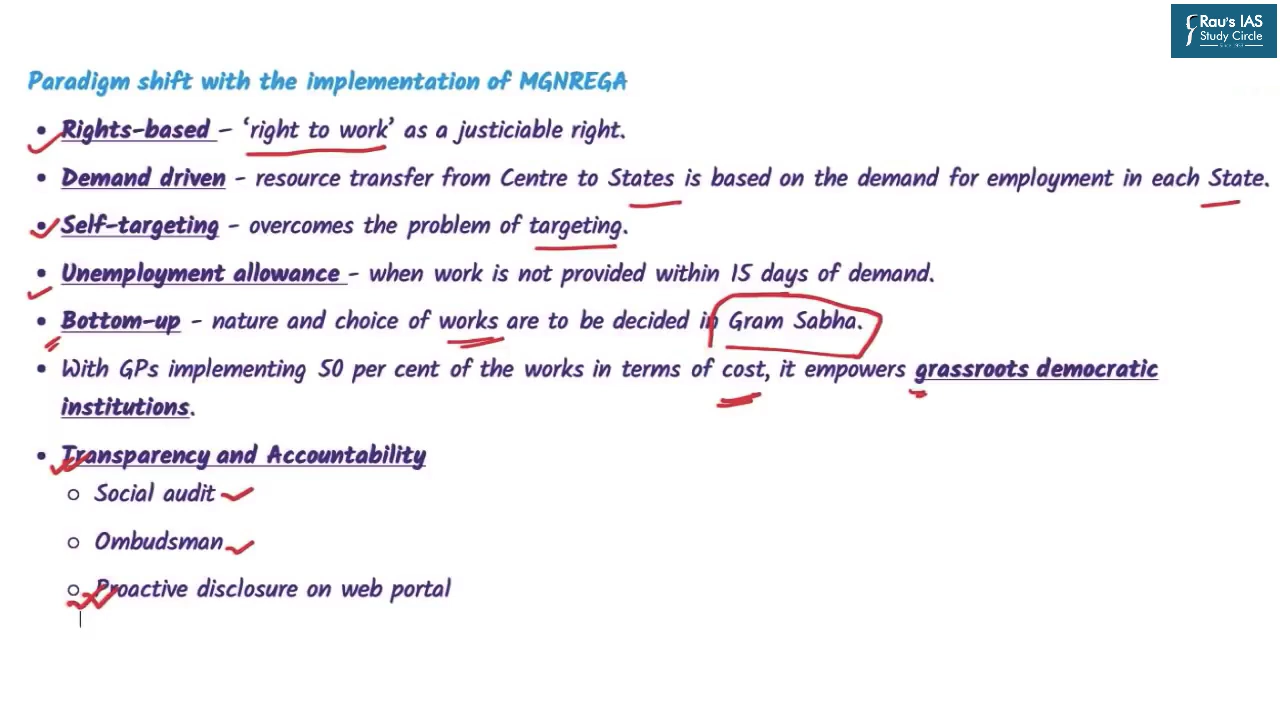 Rau's IAS
Study Circle
Paradigm shift with the implementation of MGNREGA
• Rights-based – ‘right to work’ as a justiciable right.
• Demand driven – resource transfer from Centre to States is based on the demand for employment in each State.
• Self-targeting – overcomes the problem of targeting.
• Unemployment allowance – when work is not provided within 15 days of demand.
• Bottom-up – nature and choice of works are to be decided in Gram Sabha.
• With GPs implementing 50 per cent of the works in terms of cost, it empowers grassroots democratic
institutions.
• Transparency and Accountability
○ Social audit
○ Ombudsman
○ Proactive disclosure on web portal